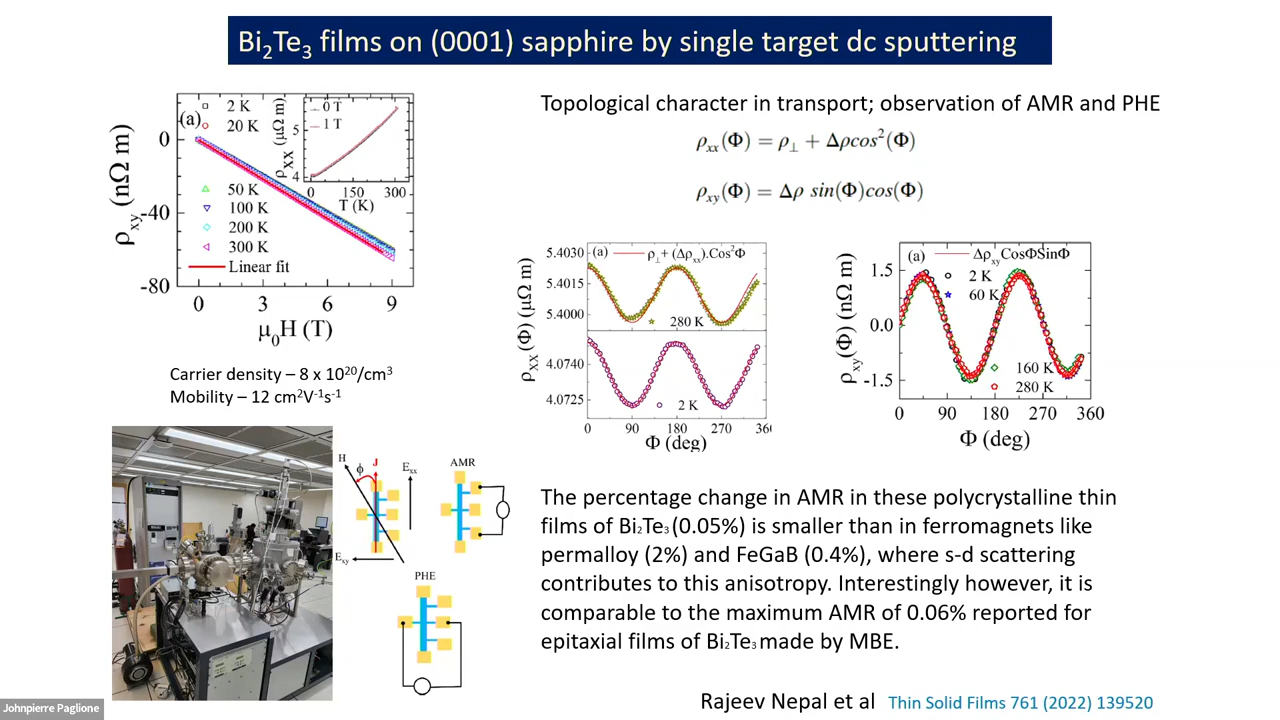 Bi₂Te₃ films on (0001) sapphire by single target dc sputtering
Topological character in transport; observation of AMR and PHE
ρxx(Φ) = ρ⊥ + Δρcos²(Φ)
ρxy(Φ) = Δρ sin(Φ)cos(Φ)
(a)
2 K
20 K
50 K
100 K
200 K
300 K
Linear fit
ρxy (nΩ m)
0
-40
-80
0 3 6 9
μ₀H (T)
0 T
1 T
ρXX (μΩ m)
5
4
0 150 300
T (K)
Carrier density – 8 x 10²⁰/cm³
Mobility – 12 cm²V⁻¹s⁻¹
(a)
ρ⊥+ (Δρxx).Cos²Φ
5.4030
5.4015
5.4000
280 K
4.0740
4.0725
2 K
ρXX (Φ) (μΩ m)
0 90 180 270 36
Φ (deg)
(a)
ΔρxyCosΦSinΦ
2 K
60 K
160 K
280 K
1.5
0.0
-1.5
ρxy(Φ) (nΩ m)
0 90 180 270 360
Φ (deg)
H
ϕ
J
Exx
Exy
AMR
PHE
The percentage change in AMR in these polycrystalline thin
films of Bi₂Te₃ (0.05%) is smaller than in ferromagnets like
permalloy (2%) and FeGaB (0.4%), where s-d scattering
contributes to this anisotropy. Interestingly however, it is
comparable to the maximum AMR of 0.06% reported for
epitaxial films of Bi₂Te₃ made by MBE.
Rajeev Nepal et al Thin Solid Films 761 (2022) 139520
Johnpierre Paglione